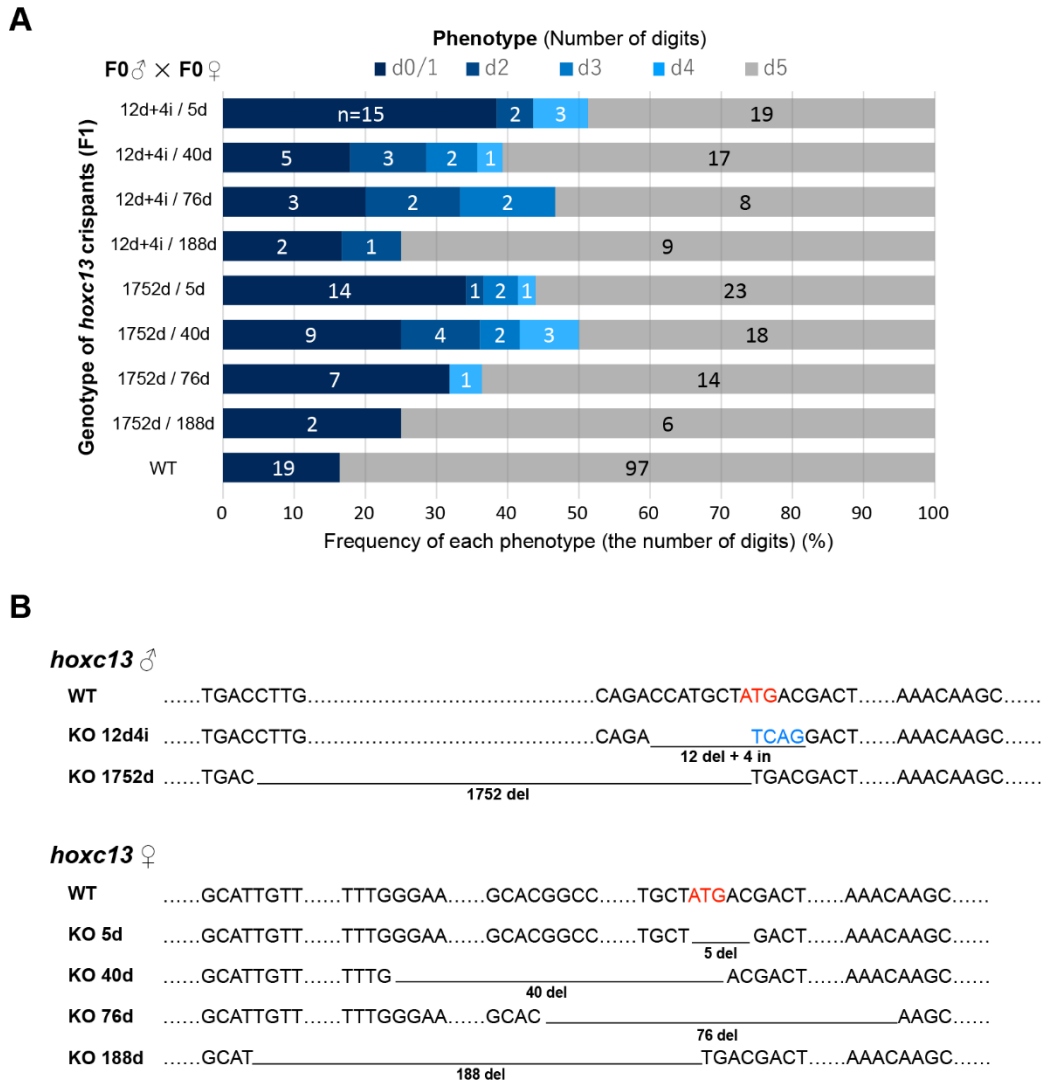 A
Phenotype (Number of digits)
F0♂ × F0♀
d0/1 d2 d3 d4 d5
Genotype of hoxc13 crispants (F1)
12d+4i / 5d n=15 2 3 19
12d+4i / 40d 5 3 2 1 17
12d+4i / 76d 3 2 2 8
12d+4i / 188d 2 1 9
1752d / 5d 14 1 2 1 23
1752d / 40d 9 4 2 3 18
1752d / 76d 7 1 14
1752d / 188d 2 6
WT 19 97
0 10 20 30 40 50 60 70 80 90 100
Frequency of each phenotype (the number of digits) (%)
B
hoxc13 ♂
WT ......TGACCTTG..............................................CAGACCATGCTATGACGACT......AAACAAGC......
KO 12d4i ......TGACCTTG..............................................CAGA TCAGGACT......AAACAAGC......
12 del + 4 in
KO 1752d ......TGAC TGACGACT......AAACAAGC......
1752 del
hoxc13 ♀
WT ......GCATTGTT......TTTGGGAA......GCACGGCC......TGCTATGACGACT......AAACAAGC......
KO 5d ......GCATTGTT......TTTGGGAA......GCACGGCC......TGCT GACT......AAACAAGC......
5 del
KO 40d ......GCATTGTT......TTTG ACGACT......AAACAAGC......
40 del
KO 76d ......GCATTGTT......TTTGGGAA......GCAC AAGC......
76 del
KO 188d ......GCAT TGACGACT......AAACAAGC......
188 del